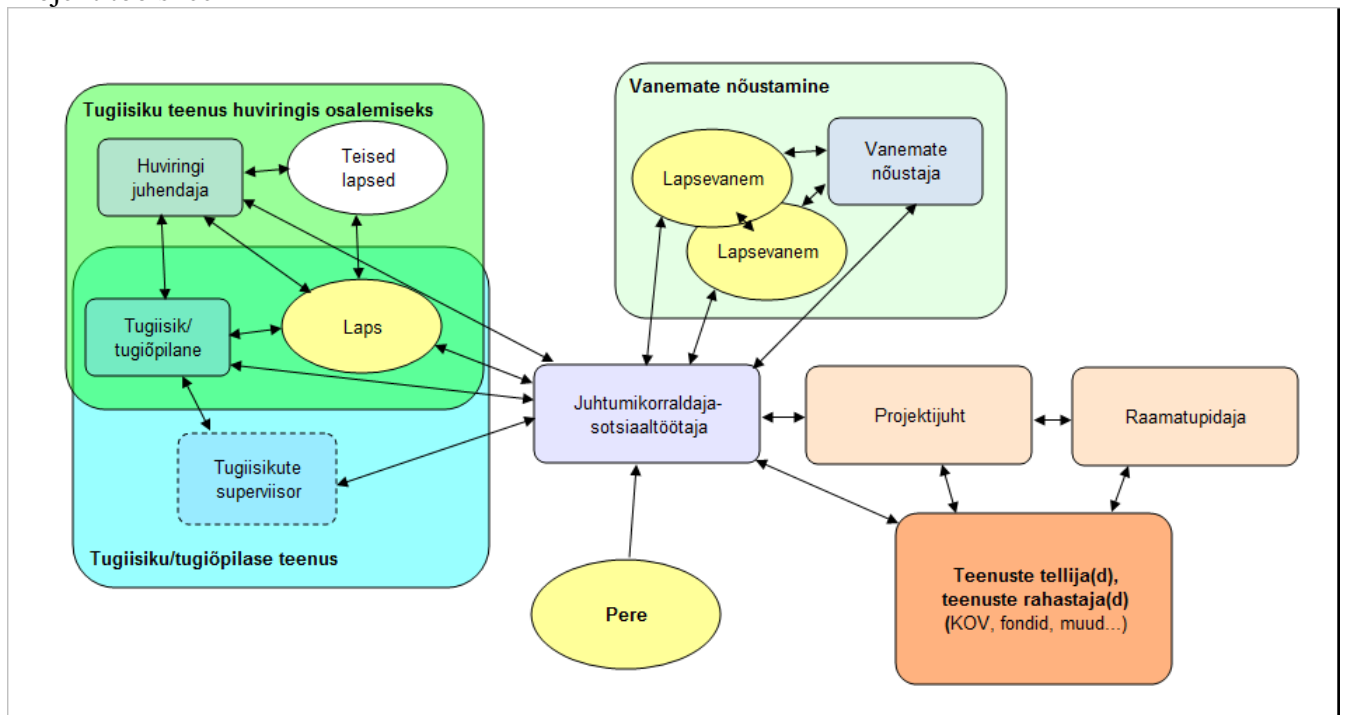 Tugiisiku teenus huviringis osalemiseks
Huviringi
juhendaja
Teised
lapsed
Tugiisik/
tugiõpilane
Laps
Tugiisikute
superviisor
Tugiisiku/tugiõpilase teenus
Vanemate nõustamine
Lapsevanem
Lapsevanem
Vanemate
nõustaja
Juhtumikorraldaja-
sotsiaaltöötaja
Projektijuht
Raamatupidaja
Pere
Teenuste tellija(d),
teenuste rahastaja(d)
(KOV, fondid, muud...)